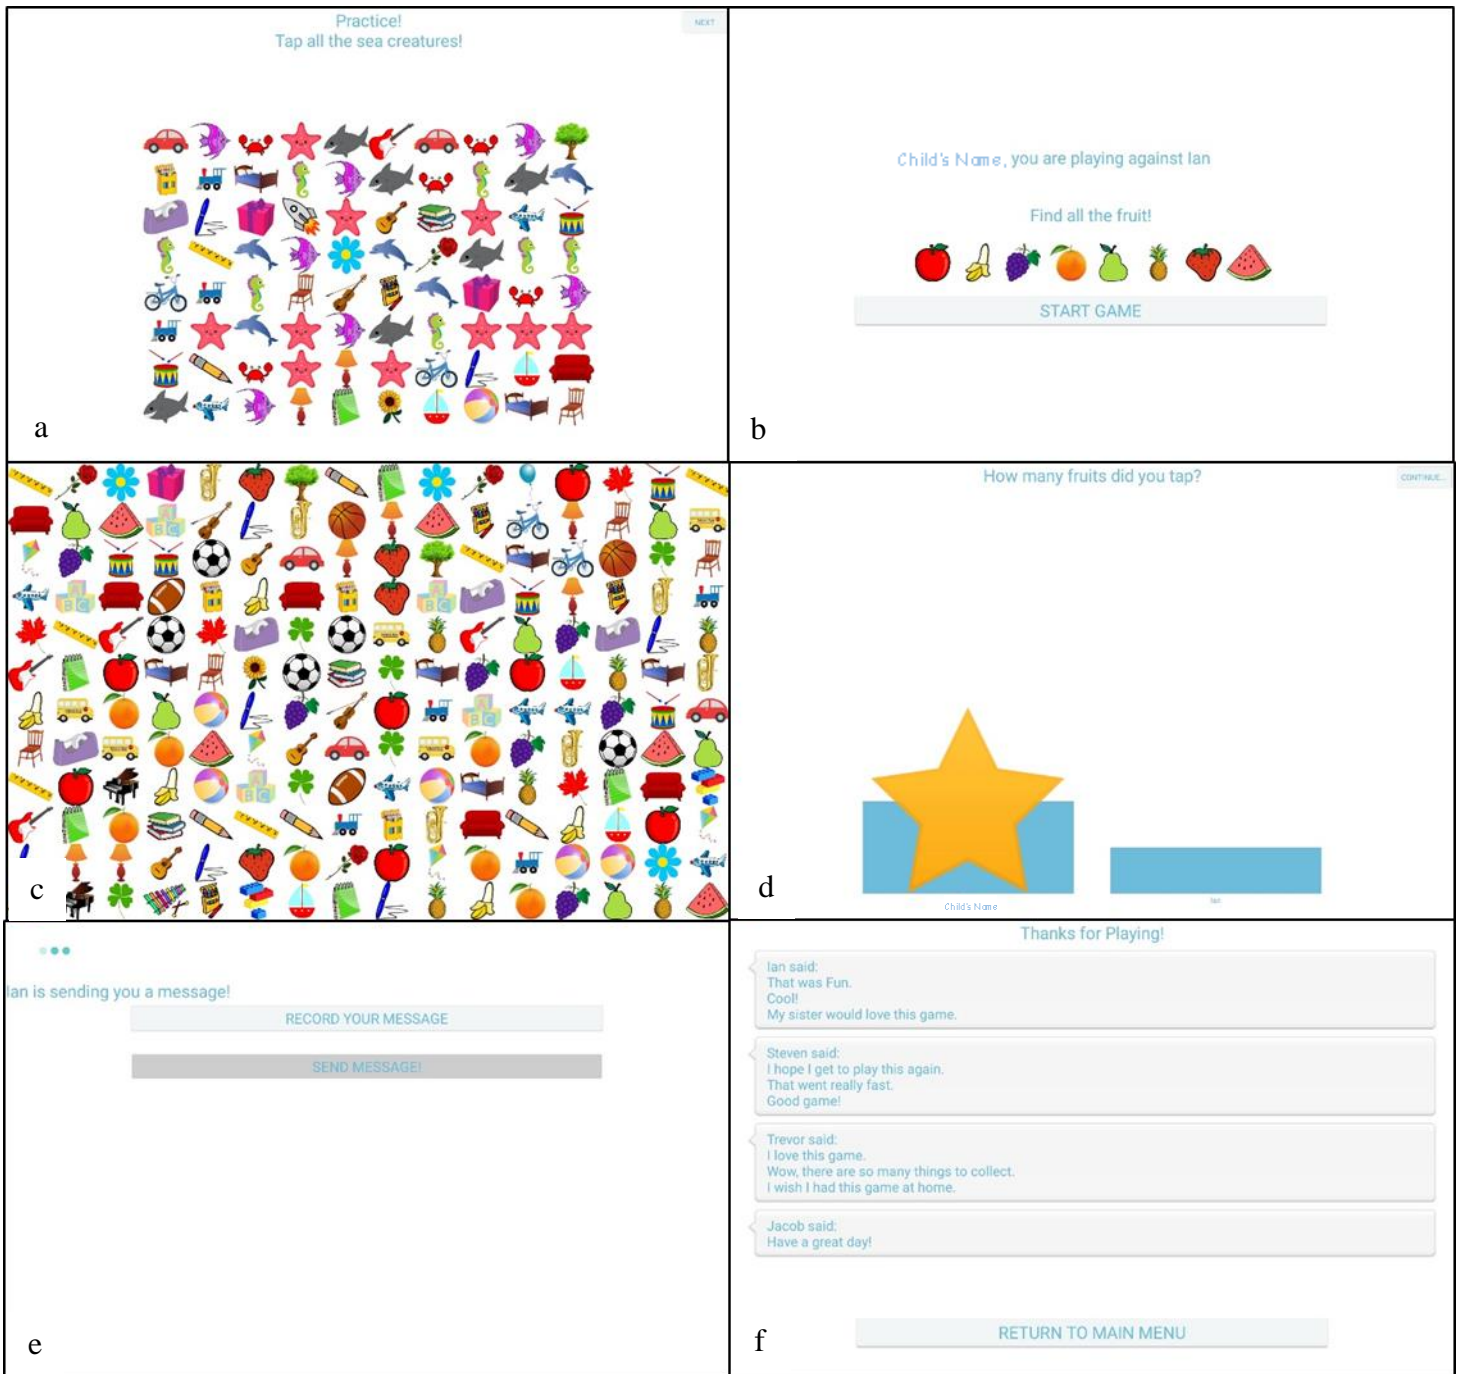 Practice!
Tap all the sea creatures!
NEXT
a
Child's Name, you are playing against Ian
Find all the fruit!
START GAME
b
c
How many fruits did you tap?
CONTINUE...
Child's Name
d
Ian is sending you a message!
RECORD YOUR MESSAGE
SEND MESSAGE!
e
Thanks for Playing!
Ian said:
That was Fun.
Cool!
My sister would love this game.
Steven said:
I hope I get to play this again.
That went really fast.
Good game!
Trevor said:
I love this game.
Wow, there are so many things to collect.
I wish I had this game at home.
Jacob said:
Have a great day!
RETURN TO MAIN MENU
f